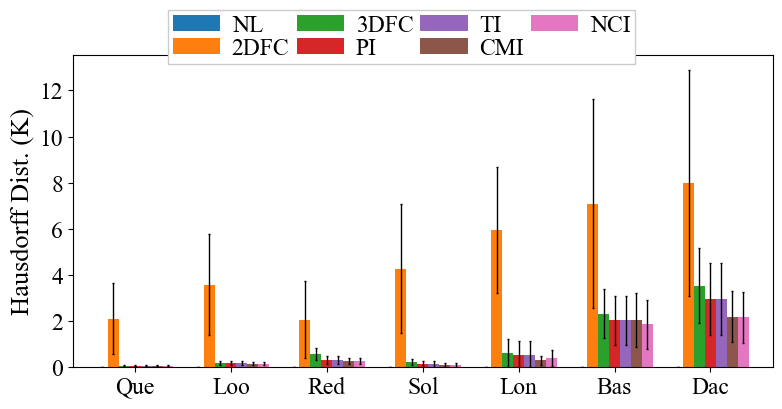 NL 3DFC TI NCI
2DFC PI CMI
Hausdorff Dist. (K)
12
10
8
6
4
2
0
Que Loo Red Sol Lon Bas Dac